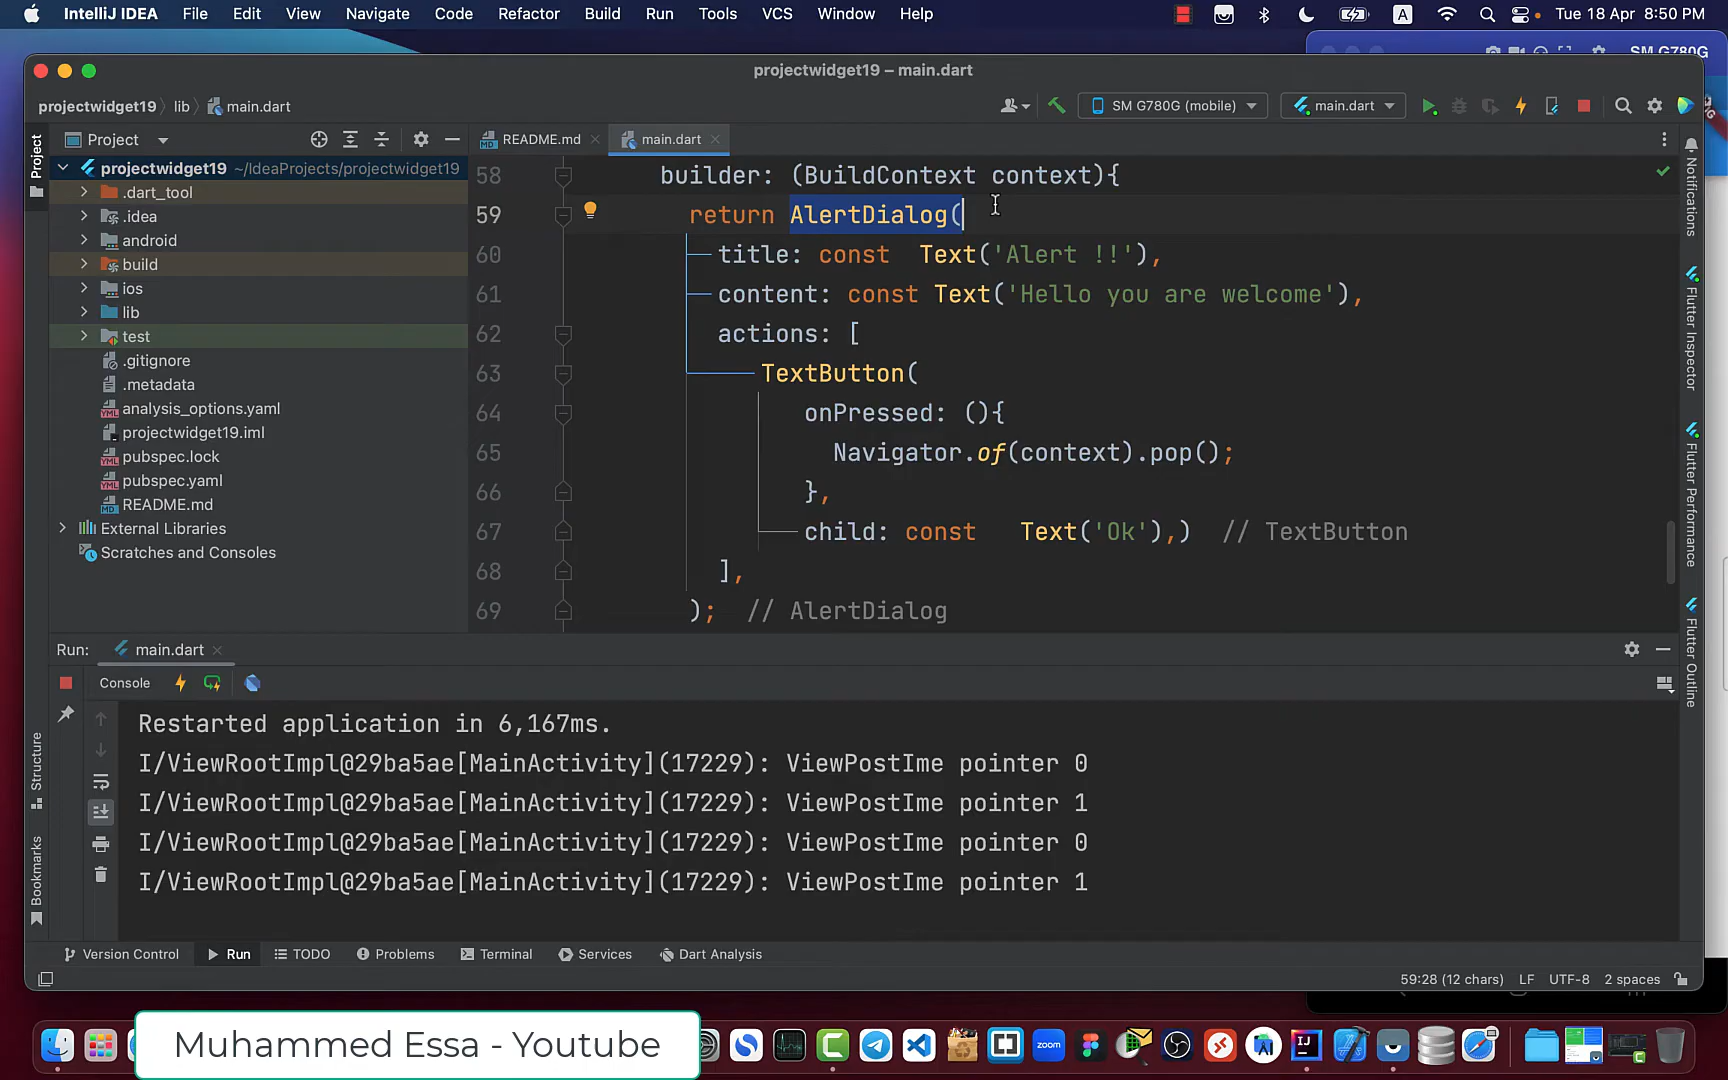 IntelliJ IDEA File Edit View Navigate Code Refactor Build Run Tools VCS Window Help A Tue 18 Apr 8:50 PM
SM G780G
projectwidget19 – main.dart
projectwidget19 lib main.dart SM G780G (mobile) main.dart
Project README.md main.dart
Project
projectwidget19 ~/IdeaProjects/projectwidget19
.dart_tool
.idea
android
build
ios
lib
test
.gitignore
.metadata
analysis_options.yaml
projectwidget19.iml
pubspec.lock
pubspec.yaml
README.md
External Libraries
Scratches and Consoles
58 builder: (BuildContext context){
59 return AlertDialog(
60 title: const Text('Alert !!'),
61 content: const Text('Hello you are welcome'),
62 actions: [
63 TextButton(
64 onPressed: (){
65 Navigator.of(context).pop();
66 },
67 child: const Text('Ok'),) // TextButton
68 ],
69 ); // AlertDialog
Notifications
Flutter Inspector
Flutter Performance
Flutter Outline
Run: main.dart
Console
Restarted application in 6,167ms.
I/ViewRootImpl@29ba5ae[MainActivity](17229): ViewPostIme pointer 0
I/ViewRootImpl@29ba5ae[MainActivity](17229): ViewPostIme pointer 1
I/ViewRootImpl@29ba5ae[MainActivity](17229): ViewPostIme pointer 0
I/ViewRootImpl@29ba5ae[MainActivity](17229): ViewPostIme pointer 1
Structure
Bookmarks
Version Control Run TODO Problems Terminal Services Dart Analysis
59:28 (12 chars) LF UTF-8 2 spaces
Muhammed Essa - Youtube
zoom
IJ